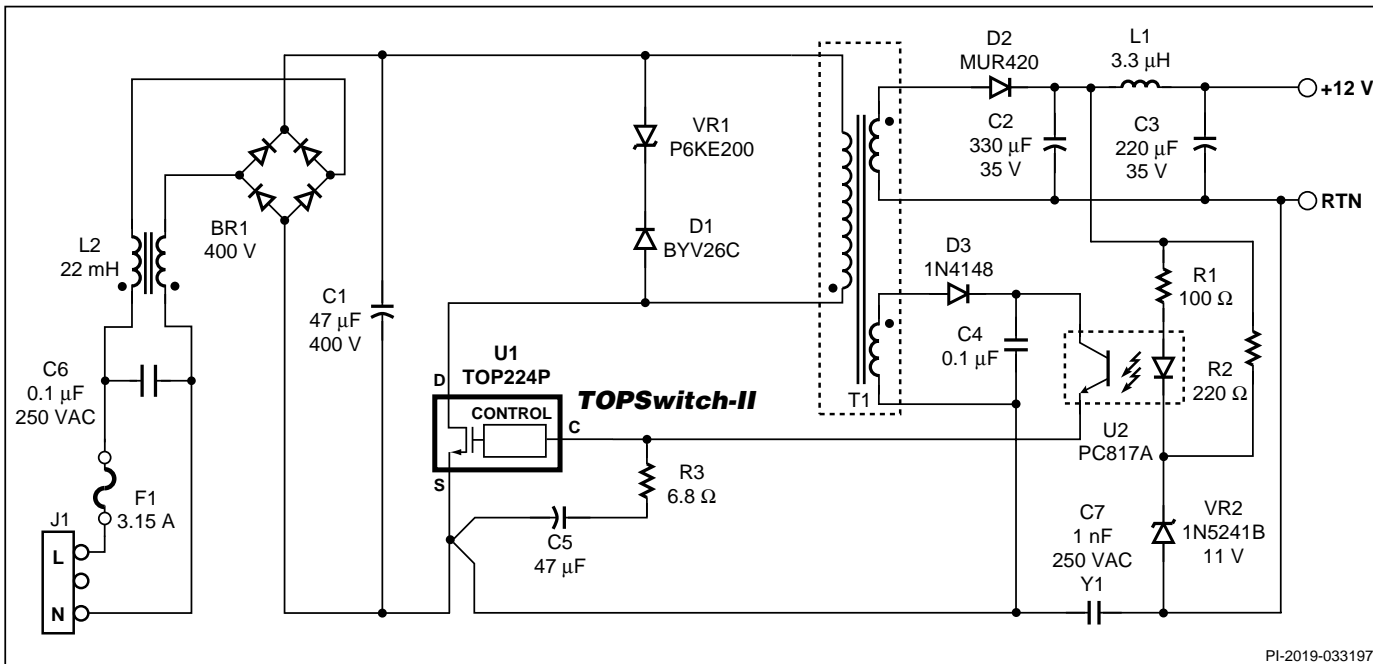 D2
MUR420
L1
3.3 µH
+12 V
VR1
P6KE200
C2
330 µF
35 V
C3
220 µF
35 V
RTN
BR1
400 V
L2
22 mH
D1
BYV26C
D3
1N4148
R1
100 Ω
C1
47 µF
400 V
C4
0.1 µF
R2
220 Ω
U1
TOP224P
TOPSwitch-II
T1
D
CONTROL
C
S
C6
0.1 µF
250 VAC
U2
PC817A
R3
6.8 Ω
F1
3.15 A
J1
L
N
C5
47 µF
C7
1 nF
250 VAC
Y1
VR2
1N5241B
11 V
PI-2019-033197